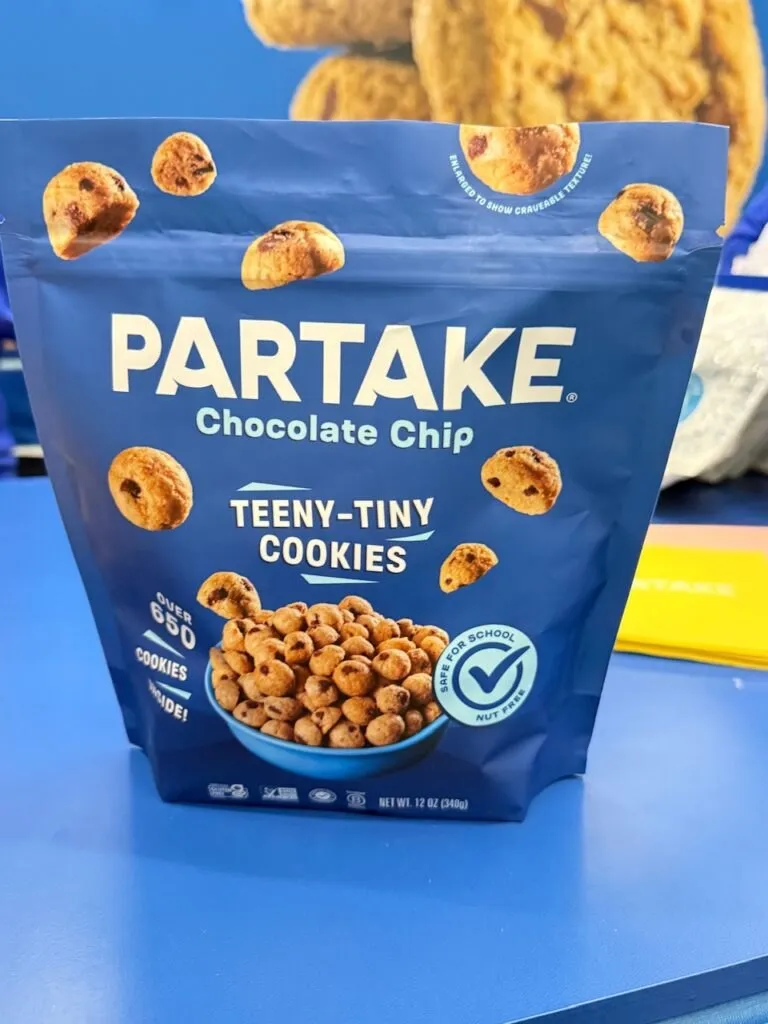 ENLARGED TO SHOW CRAVEABLE TEXTURE!
PARTAKE®
Chocolate Chip
TEENY-TINY
COOKIES
OVER
650
COOKIES
INSIDE!
SAFE FOR SCHOOL
NUT FREE
NET WT. 12 OZ (340g)
PARTAKE